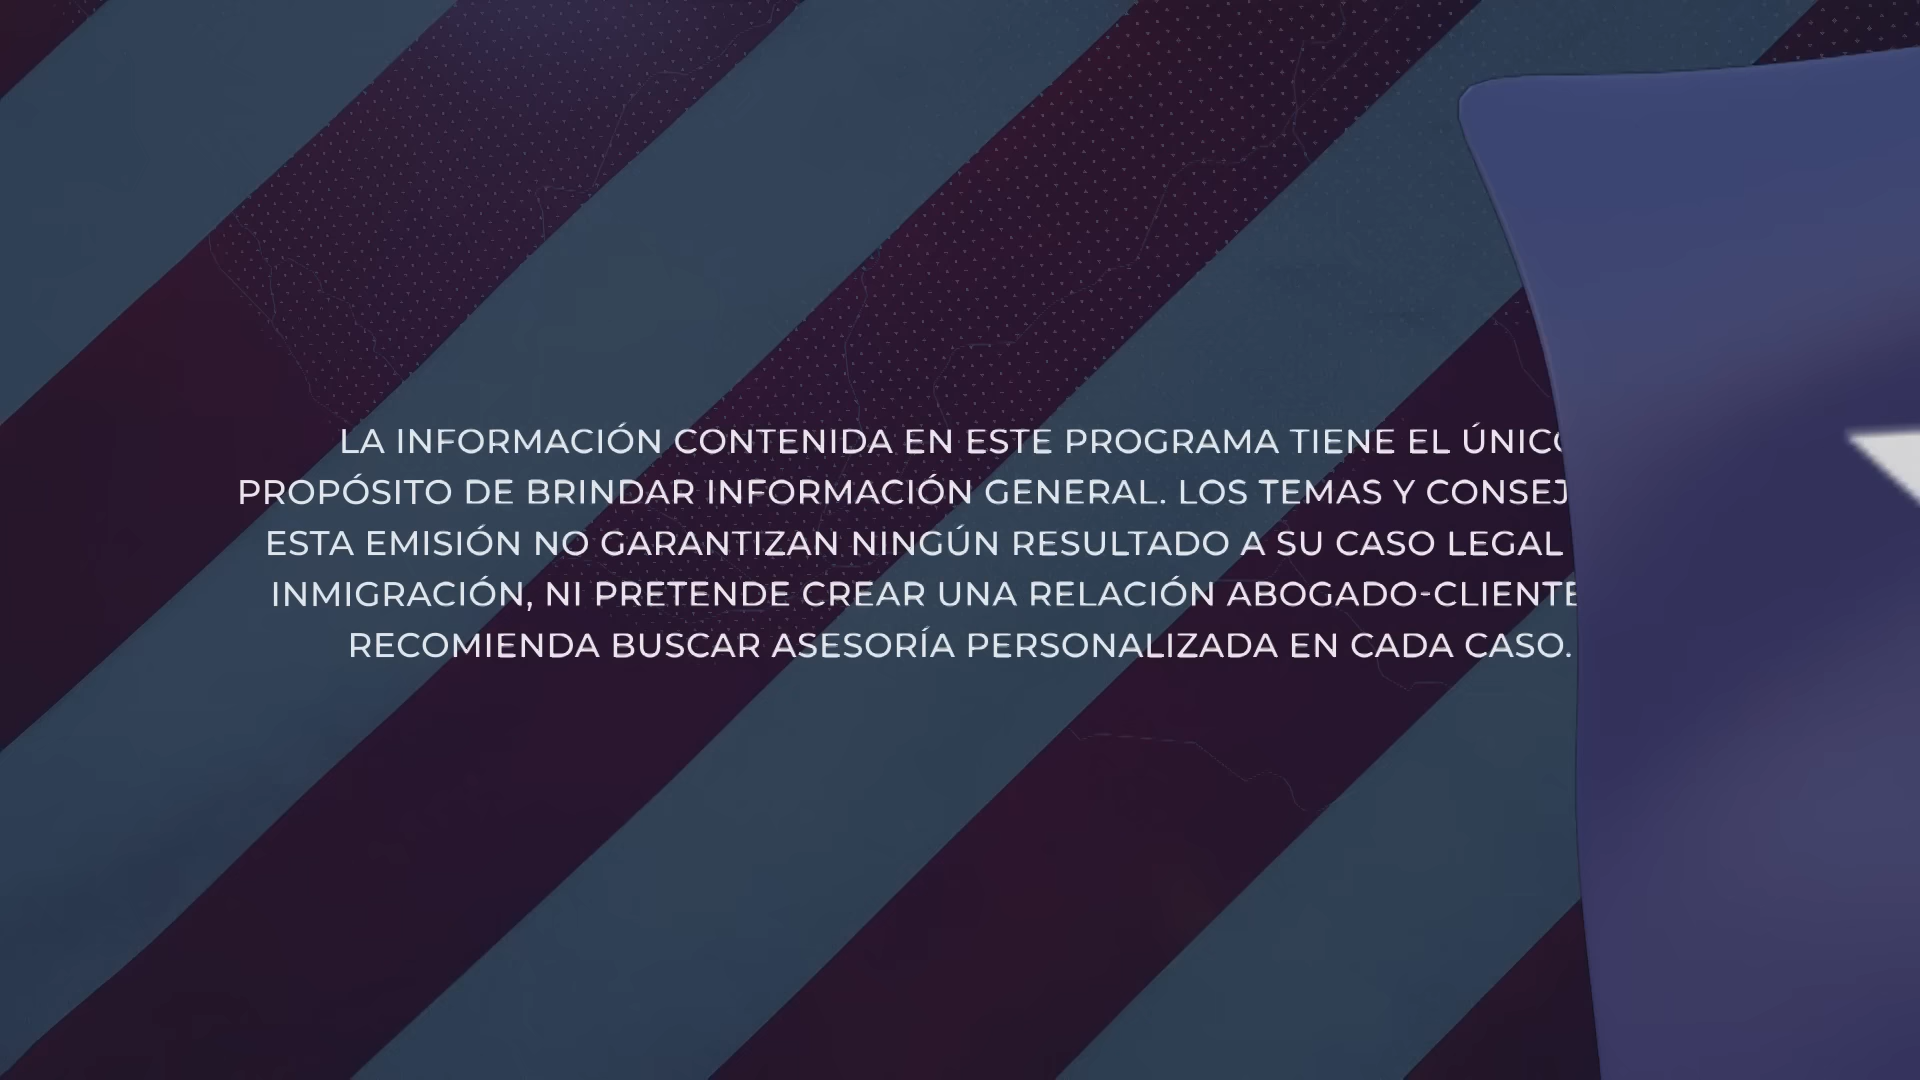 LA INFORMACIÓN CONTENIDA EN ESTE PROGRAMA TIENE EL ÚNICO
PROPÓSITO DE BRINDAR INFORMACIÓN GENERAL. LOS TEMAS Y
ESTA EMISIÓN NO GARANTIZAN NINGÚN RESULTADO A SU CASO LEGAL
INMIGRACIÓN, NI PRETENDE CREAR UNA RELACIÓN ABOGADO-CLIENTE
RECOMIENDA BUSCAR ASESORÍA PERSONALIZADA EN CADA CASO.